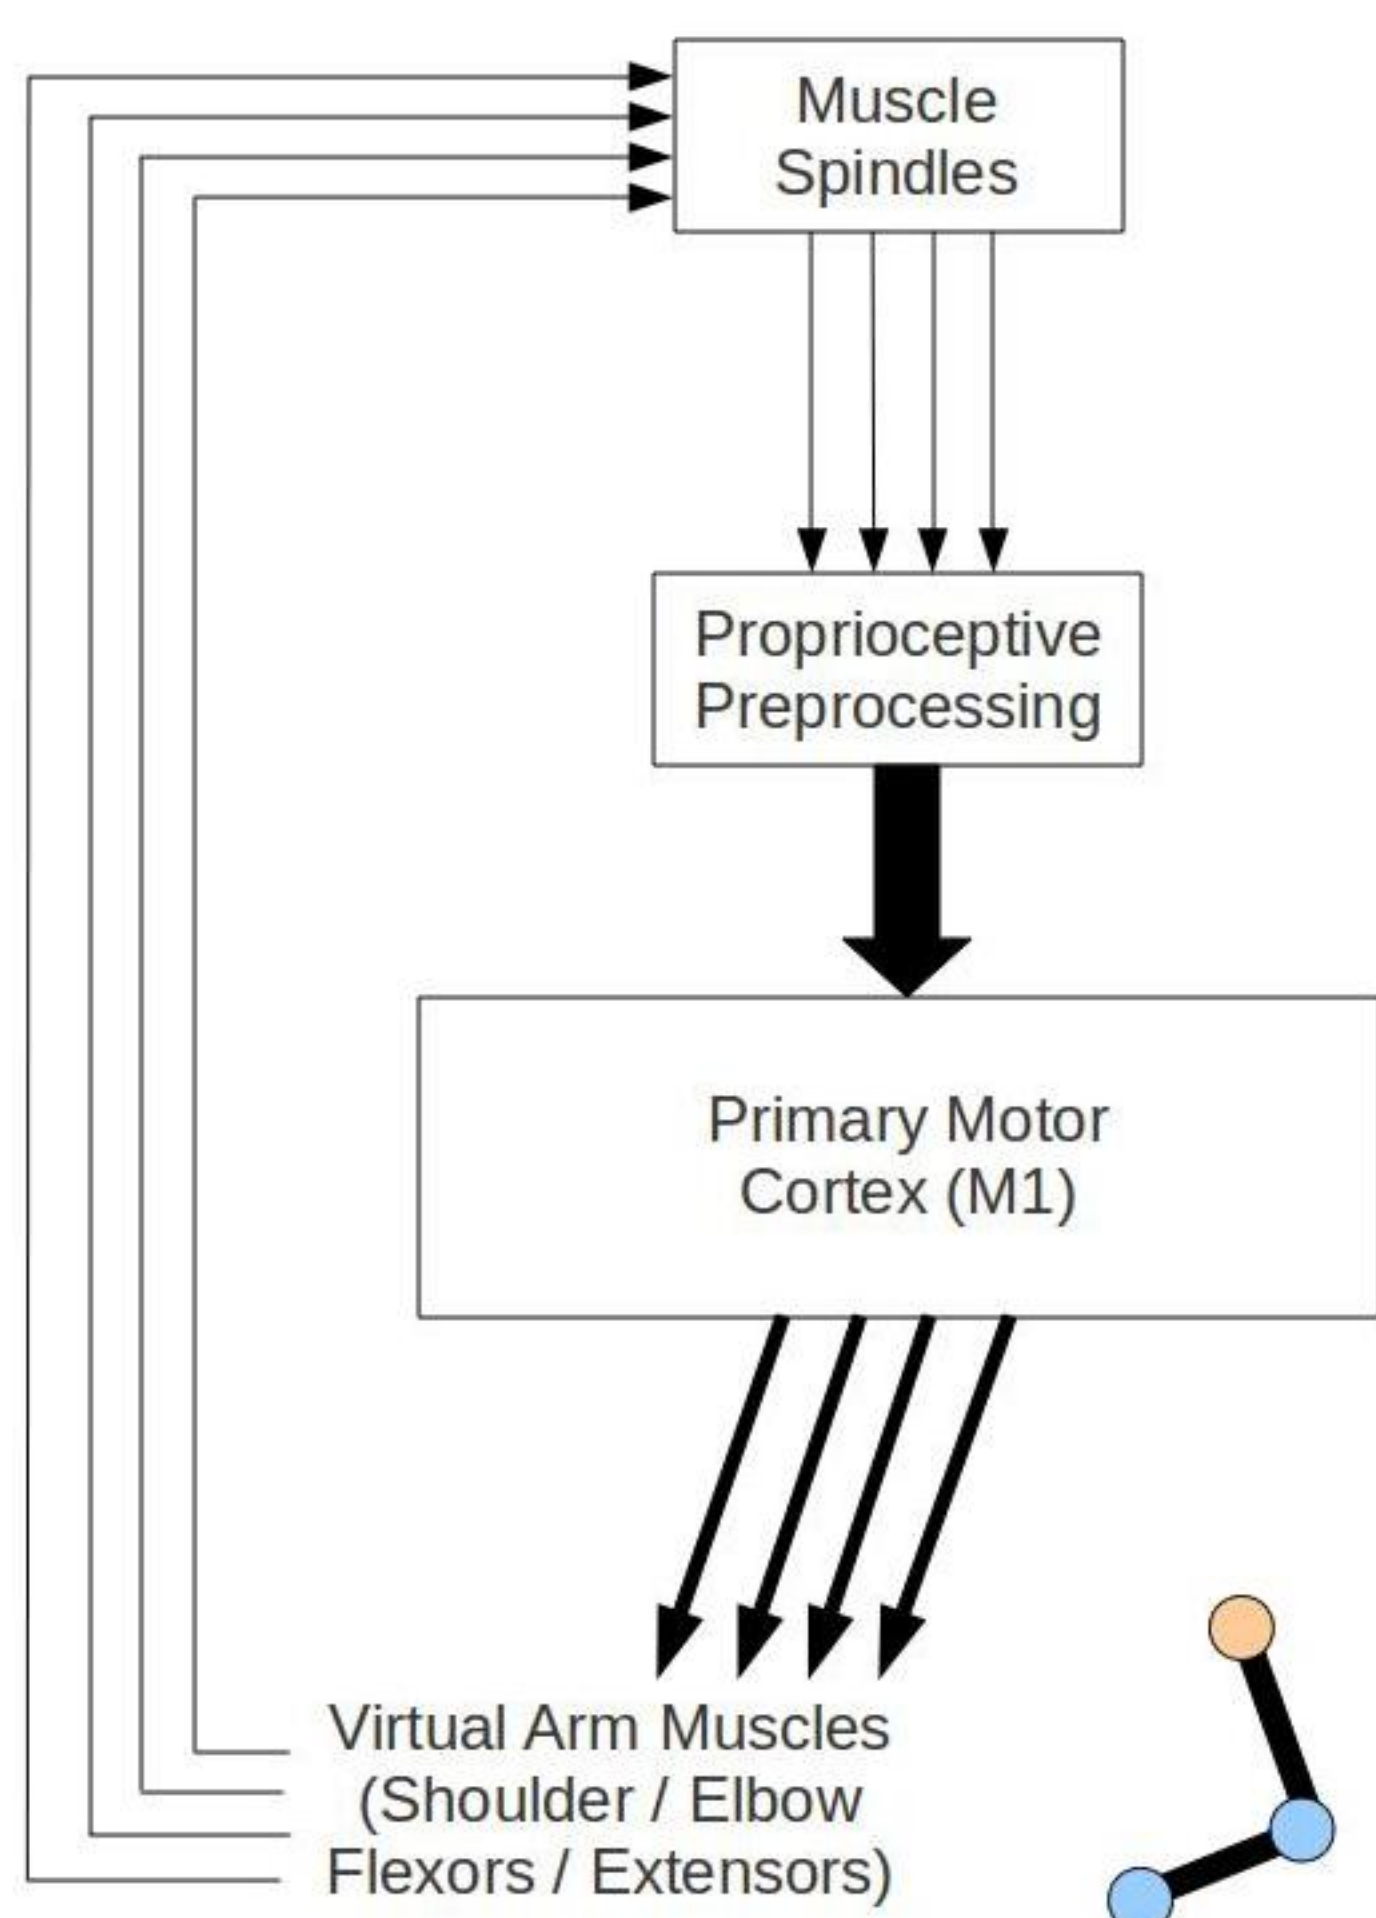 Muscle
Spindles
Proprioceptive
Preprocessing
Primary Motor
Cortex (M1)
Virtual Arm Muscles
(Shoulder / Elbow
Flexors / Extensors)